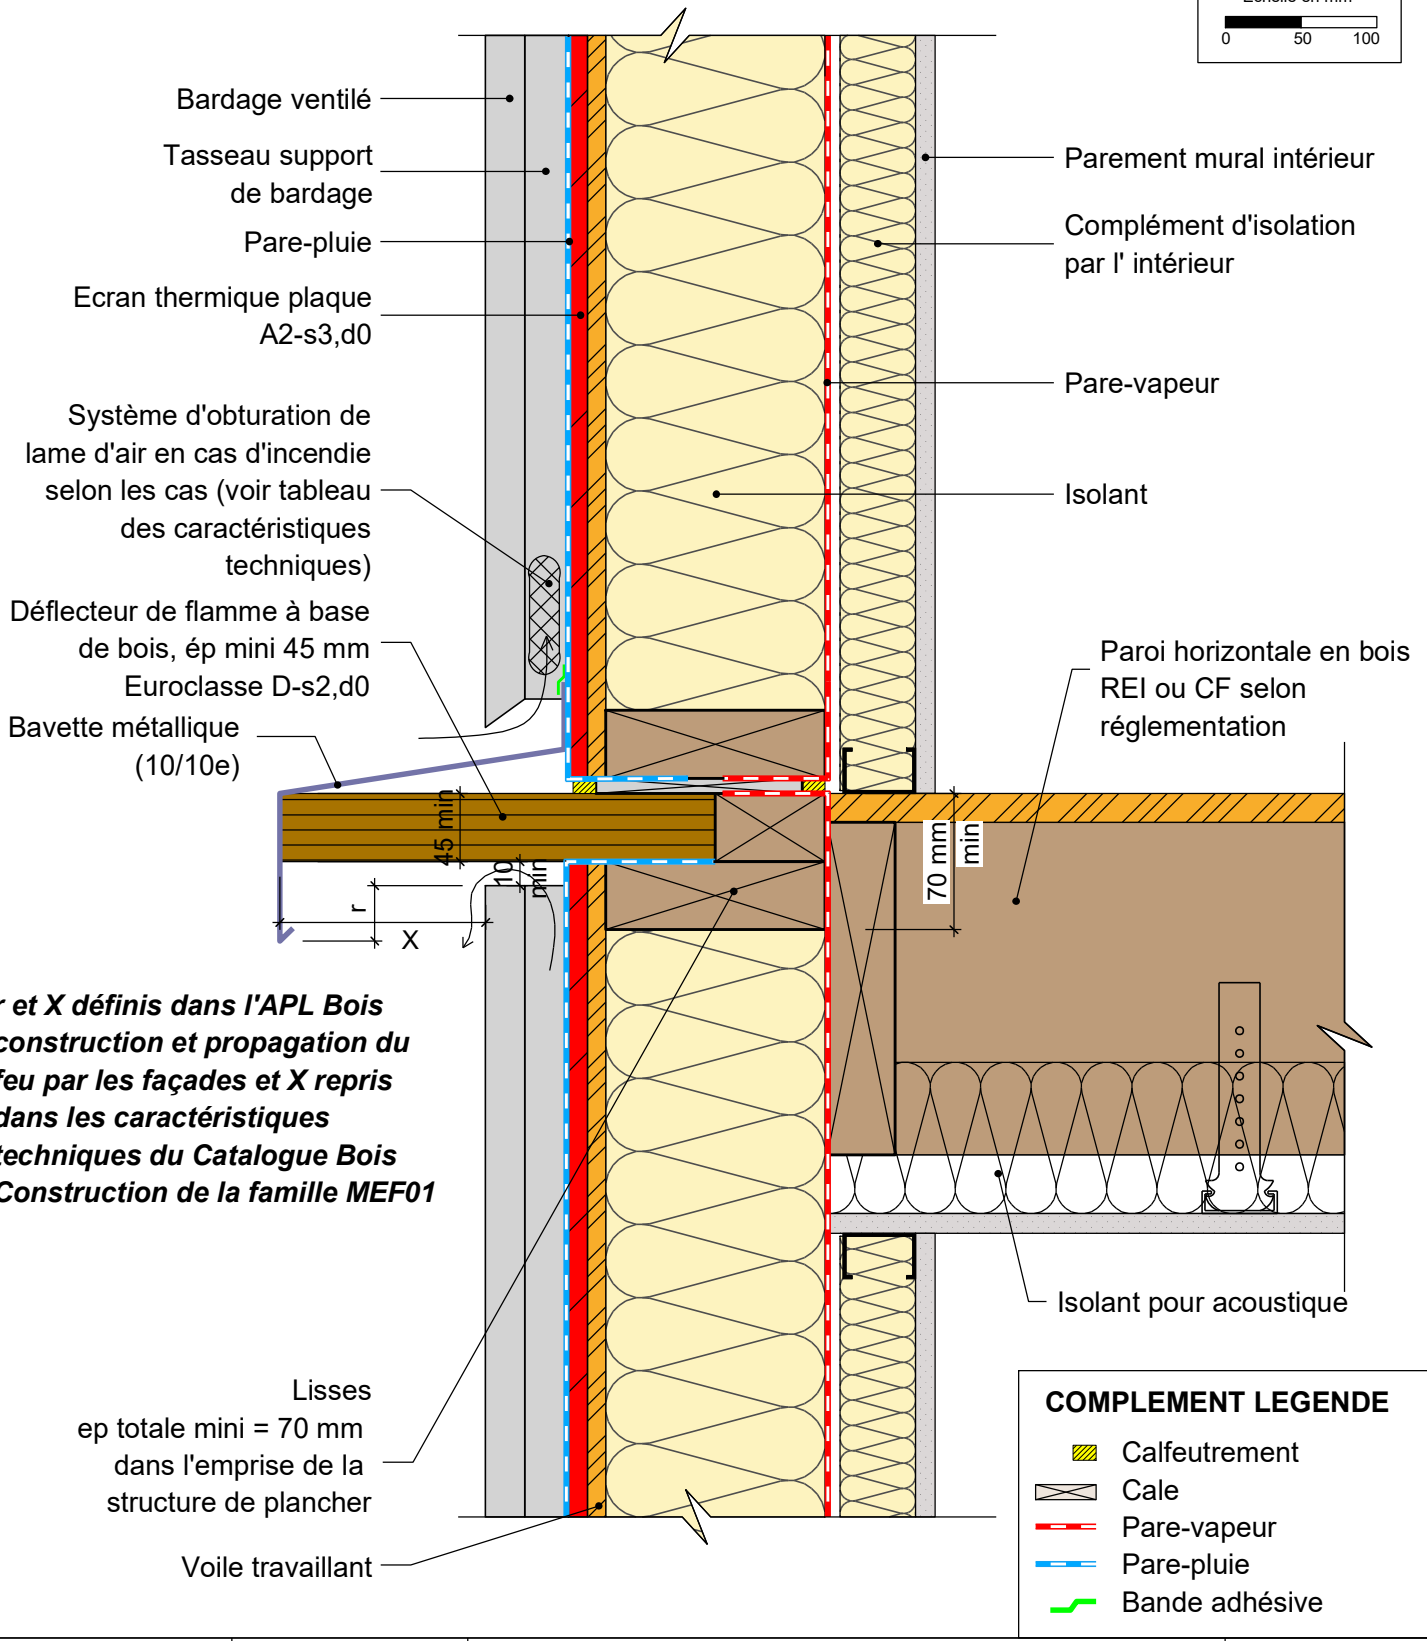 0 50 100
Bardage ventilé
Tasseau support
de bardage
Pare-pluie
Ecran thermique plaque
A2-s3,d0
Système d'obturation de
lame d'air en cas d'incendie
selon les cas (voir tableau
des caractéristiques
techniques)
Déflecteur de flamme à base
de bois, ép mini 45 mm
Euroclasse D-s2,d0
Bavette métallique
(10/10e)
Parement mural intérieur
Complément d'isolation
par l' intérieur
Pare-vapeur
Isolant
Paroi horizontale en bois
REI ou CF selon
réglementation
45 min
10
min
r
X
70 mm
min
r et X définis dans l'APL Bois
construction et propagation du
feu par les façades et X repris
dans les caractéristiques
techniques du Catalogue Bois
Construction de la famille MEF01
Isolant pour acoustique
Lisses
ep totale mini = 70 mm
dans l'emprise de la
structure de plancher
Voile travaillant
COMPLEMENT LEGENDE
Calfeutrement
Cale
Pare-vapeur
Pare-pluie
Bande adhésive